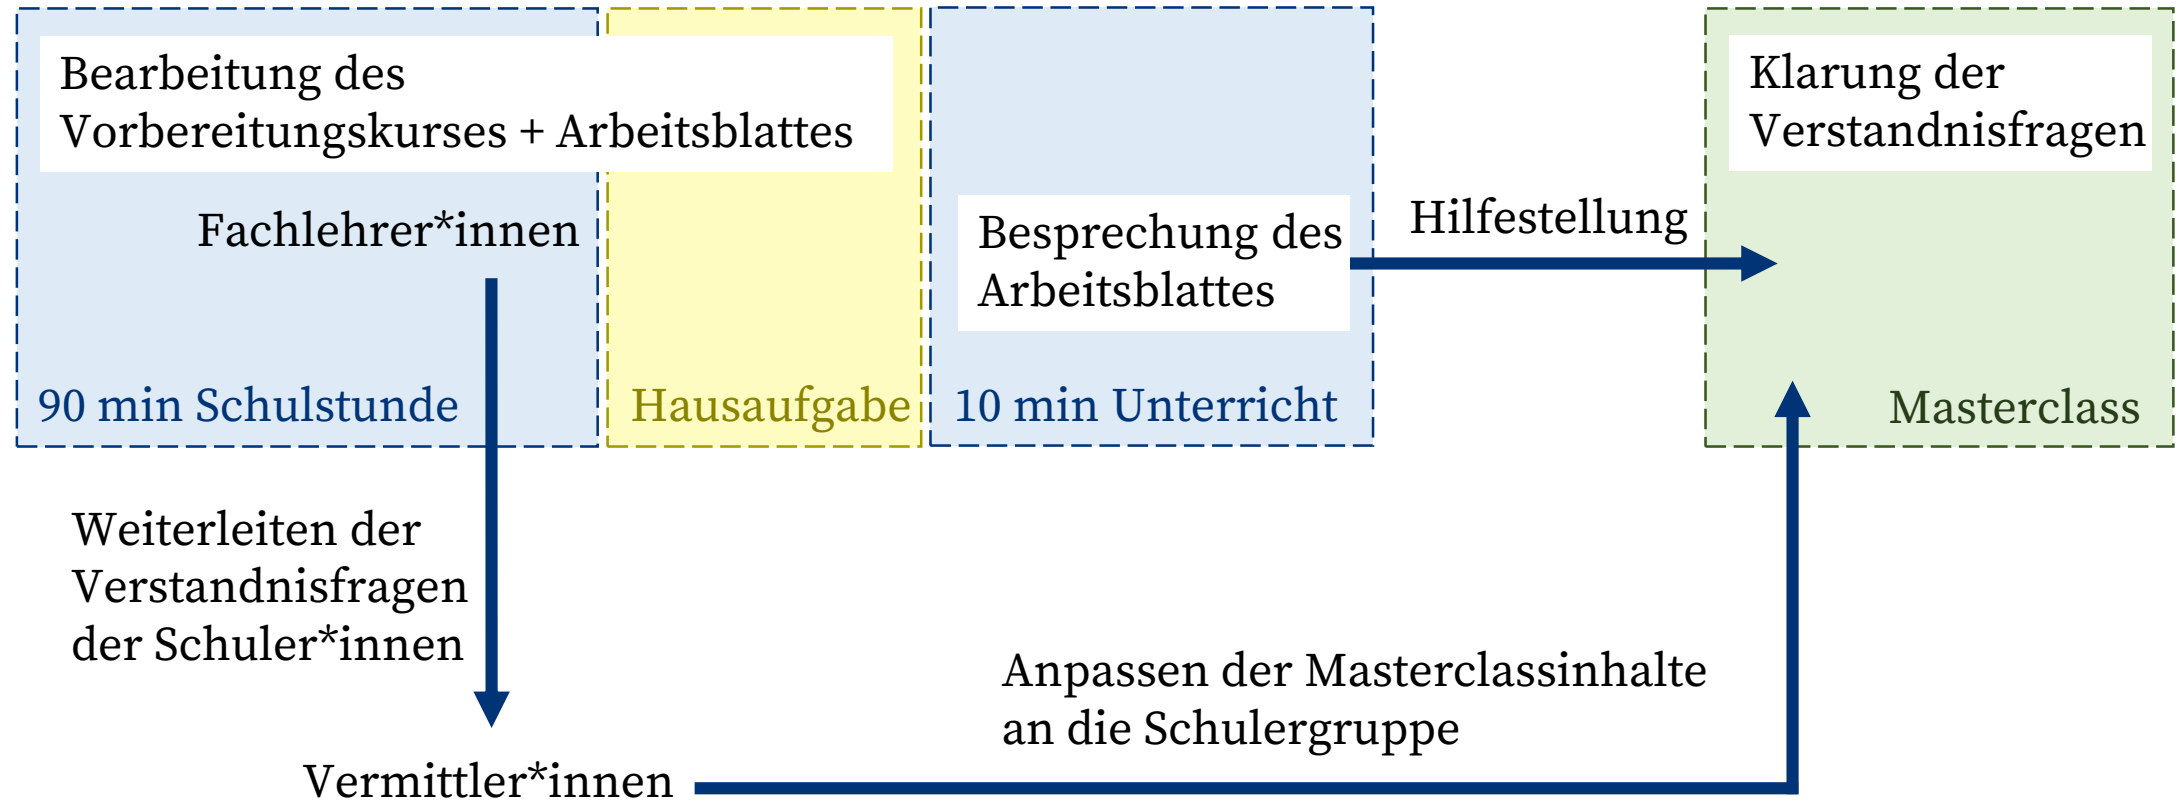 Bearbeitung des
Vorbereitungskurses + Arbeitsblattes
Fachlehrer*innen
90 min Schulstunde
Hausaufgabe
Besprechung des
Arbeitsblattes
10 min Unterricht
Hilfestellung
Klarung der
Verstandnisfragen
Masterclass
Weiterleiten der
Verstandnisfragen
der Schuler*innen
Vermittler*innen
Anpassen der Masterclassinhalte
an die Schulergruppe